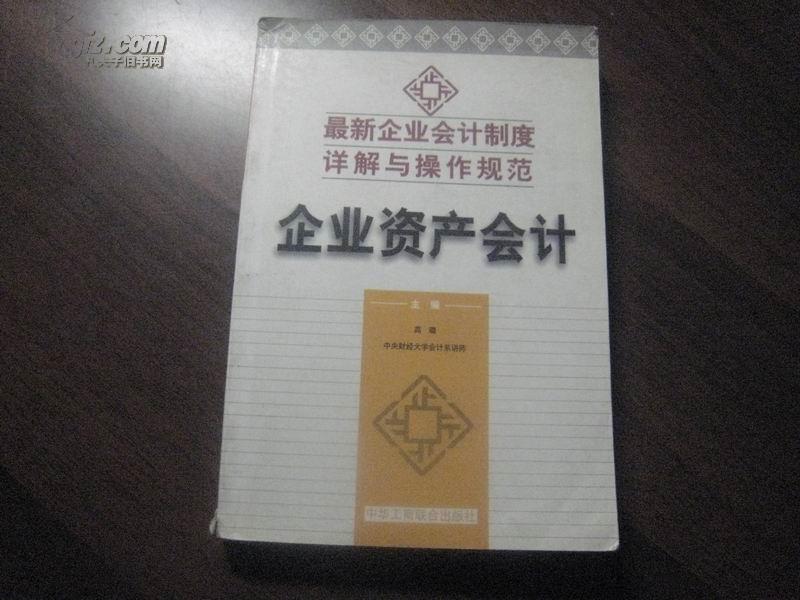 jz.com
夫子旧书网
最新企业会计制度
详解与操作规范
企业资产会计
主 编
高
中央财经大学会计系讲师
中华工商联合出版社